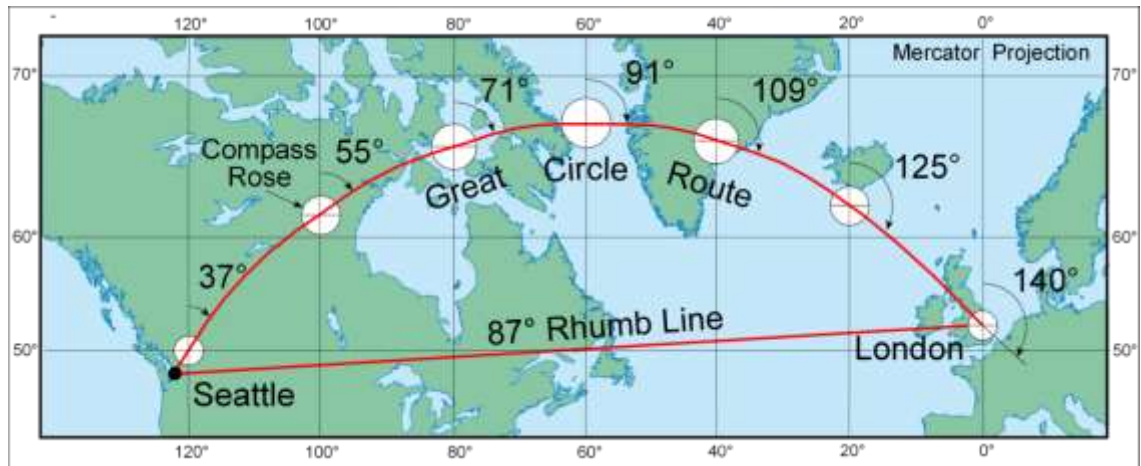 120° 100° 80° 60° 40° 20° 0°
Mercator Projection
70° 70°
71° 91° 109°
Compass
Rose
55° 125°
Great Circle Route
60° 60°
37° 140°
87° Rhumb Line
50° 50°
London
Seattle
120° 100° 80° 60° 40° 20° 0°